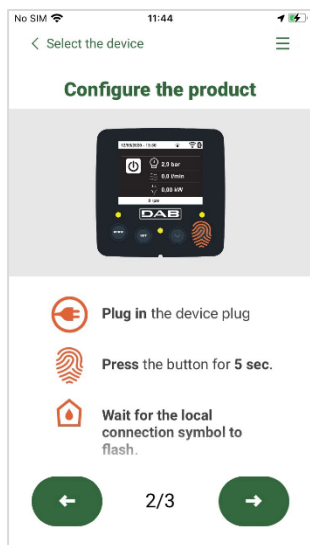 No SIM 11:44
Select the device
Configure the product
2,9 bar
0,0 l/min
0,00 kW
DAB
Plug in the device plug
Press the button for 5 sec.
Wait for the local
connection symbol to
flash.
2/3